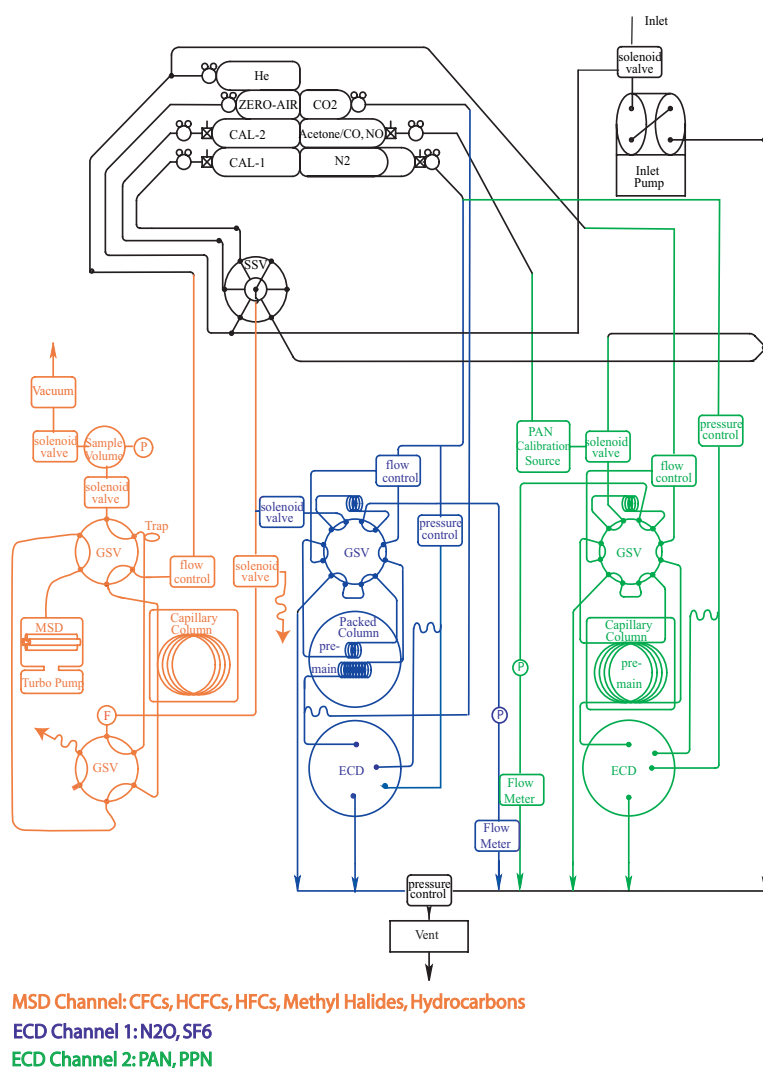 Inlet
solenoid
valve
He
ZERO-AIR
CO2
CAL-2
Acetone/CO, NO
CAL-1
N2
Inlet
Pump
SSV
Vacuum
solenoid
valve
Sample
Volume
P
solenoid
valve
PAN
Calibration
Source
solenoid
valve
pressure
control
flow
control
flow
control
solenoid
valve
pressure
control
Trap
GSV
GSV
GSV
flow
control
solenoid
valve
MSD
Turbo Pump
Capillary
Column
Packed
Column
pre-
main
Capillary
Column
pre-
main
P
F
P
GSV
ECD
ECD
Flow
Meter
Flow
Meter
pressure
control
Vent
MSD Channel: CFCs, HCFCs, HFCs, Methyl Halides, Hydrocarbons
ECD Channel 1: N2O, SF6
ECD Channel 2: PAN, PPN